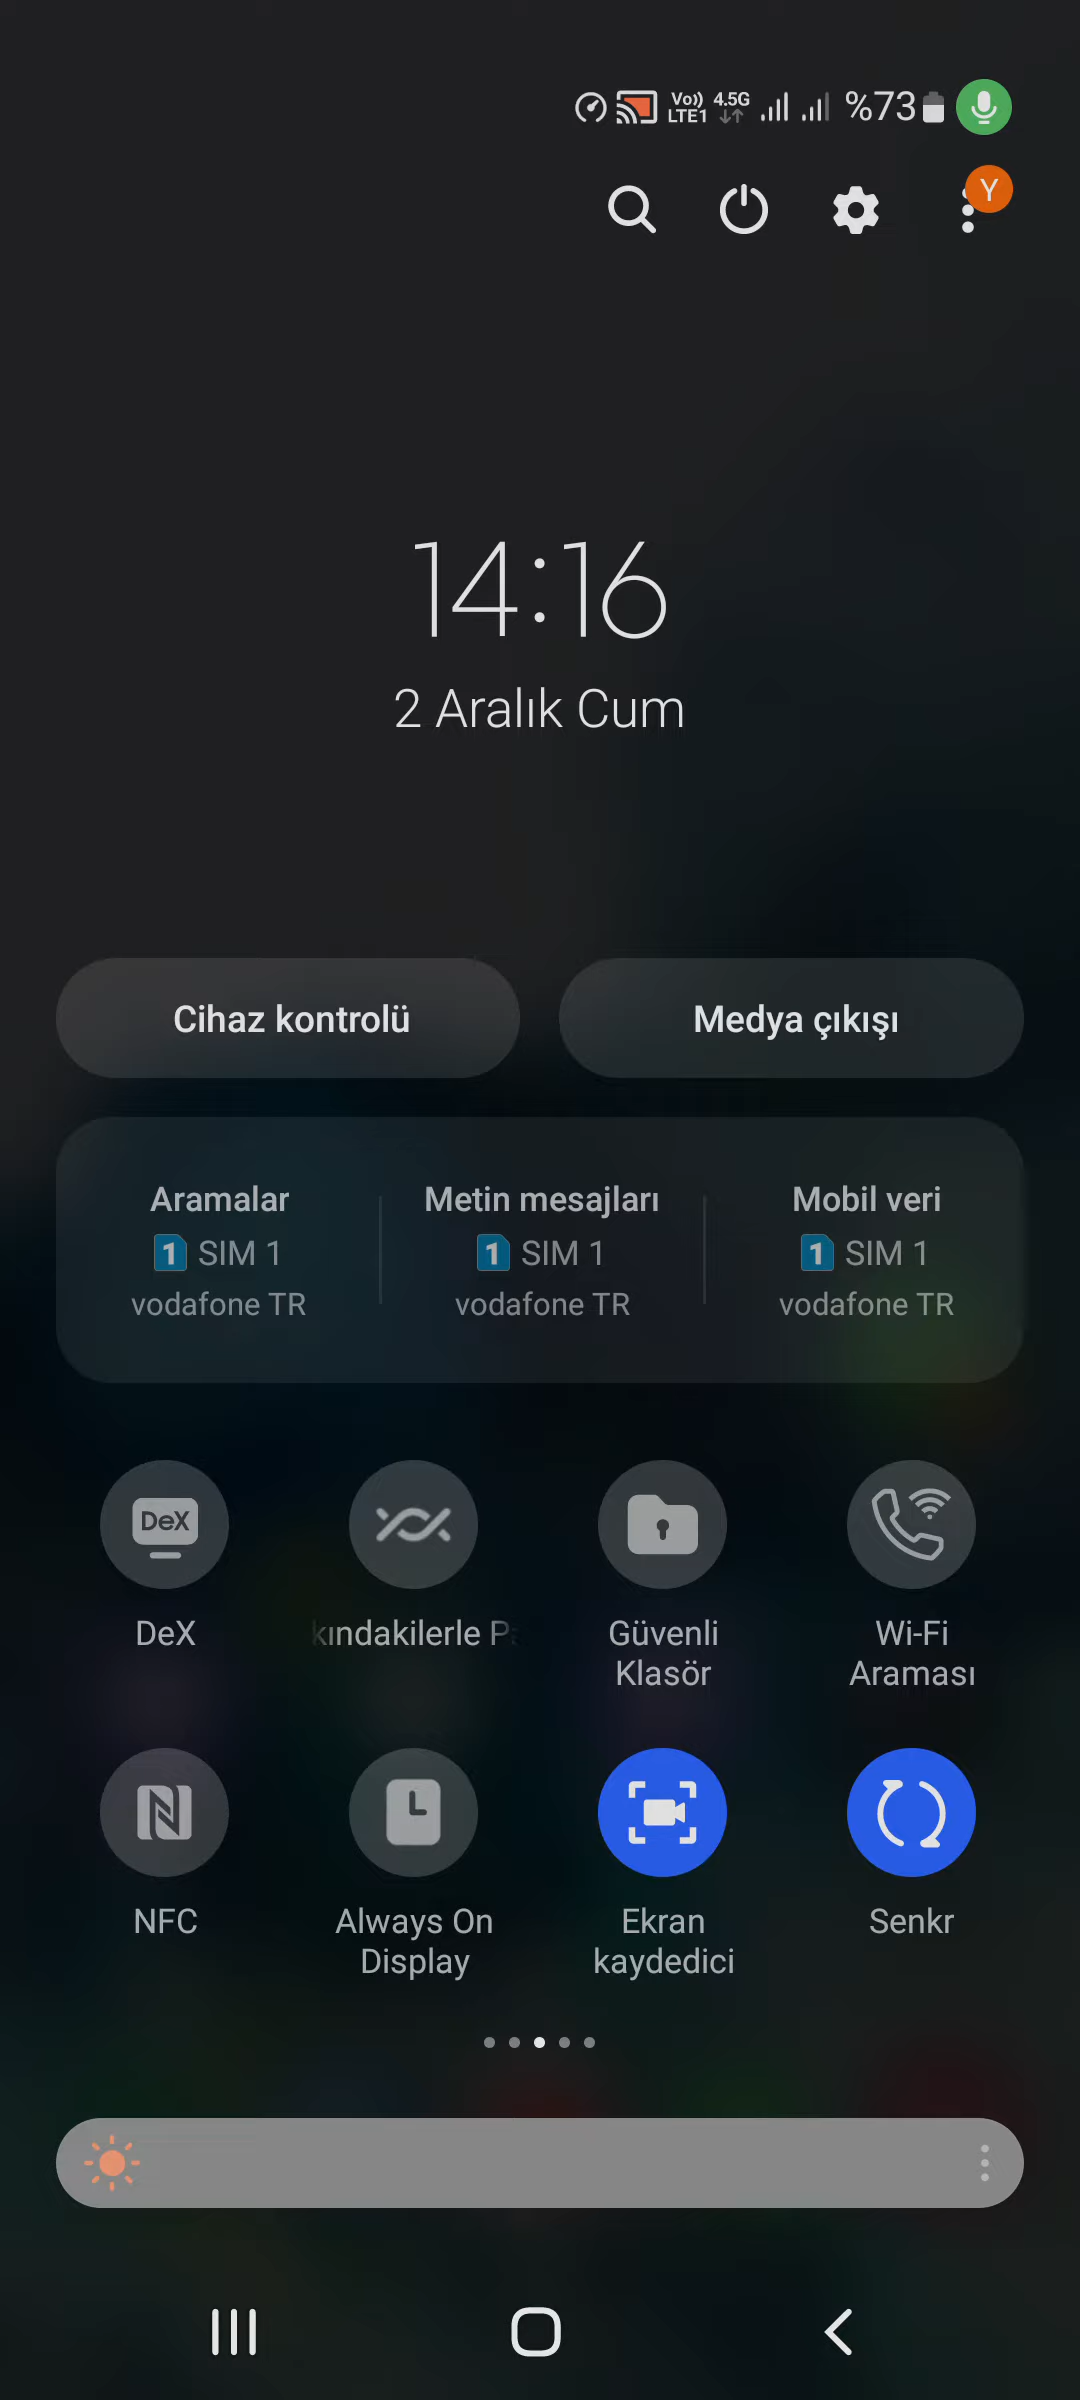 Vo)) LTE1 4.5G %73
Y
14:16
2 Aralık Cum
Cihaz kontrolü
Medya çıkışı
Aramalar
1 SIM 1
vodafone TR
Metin mesajları
1 SIM 1
vodafone TR
Mobil veri
1 SIM 1
vodafone TR
DeX
DeX
kındakilerle
Güvenli
Klasör
Wi-Fi
Araması
NFC
Always On
Display
Ekran
kaydedici
Senkr